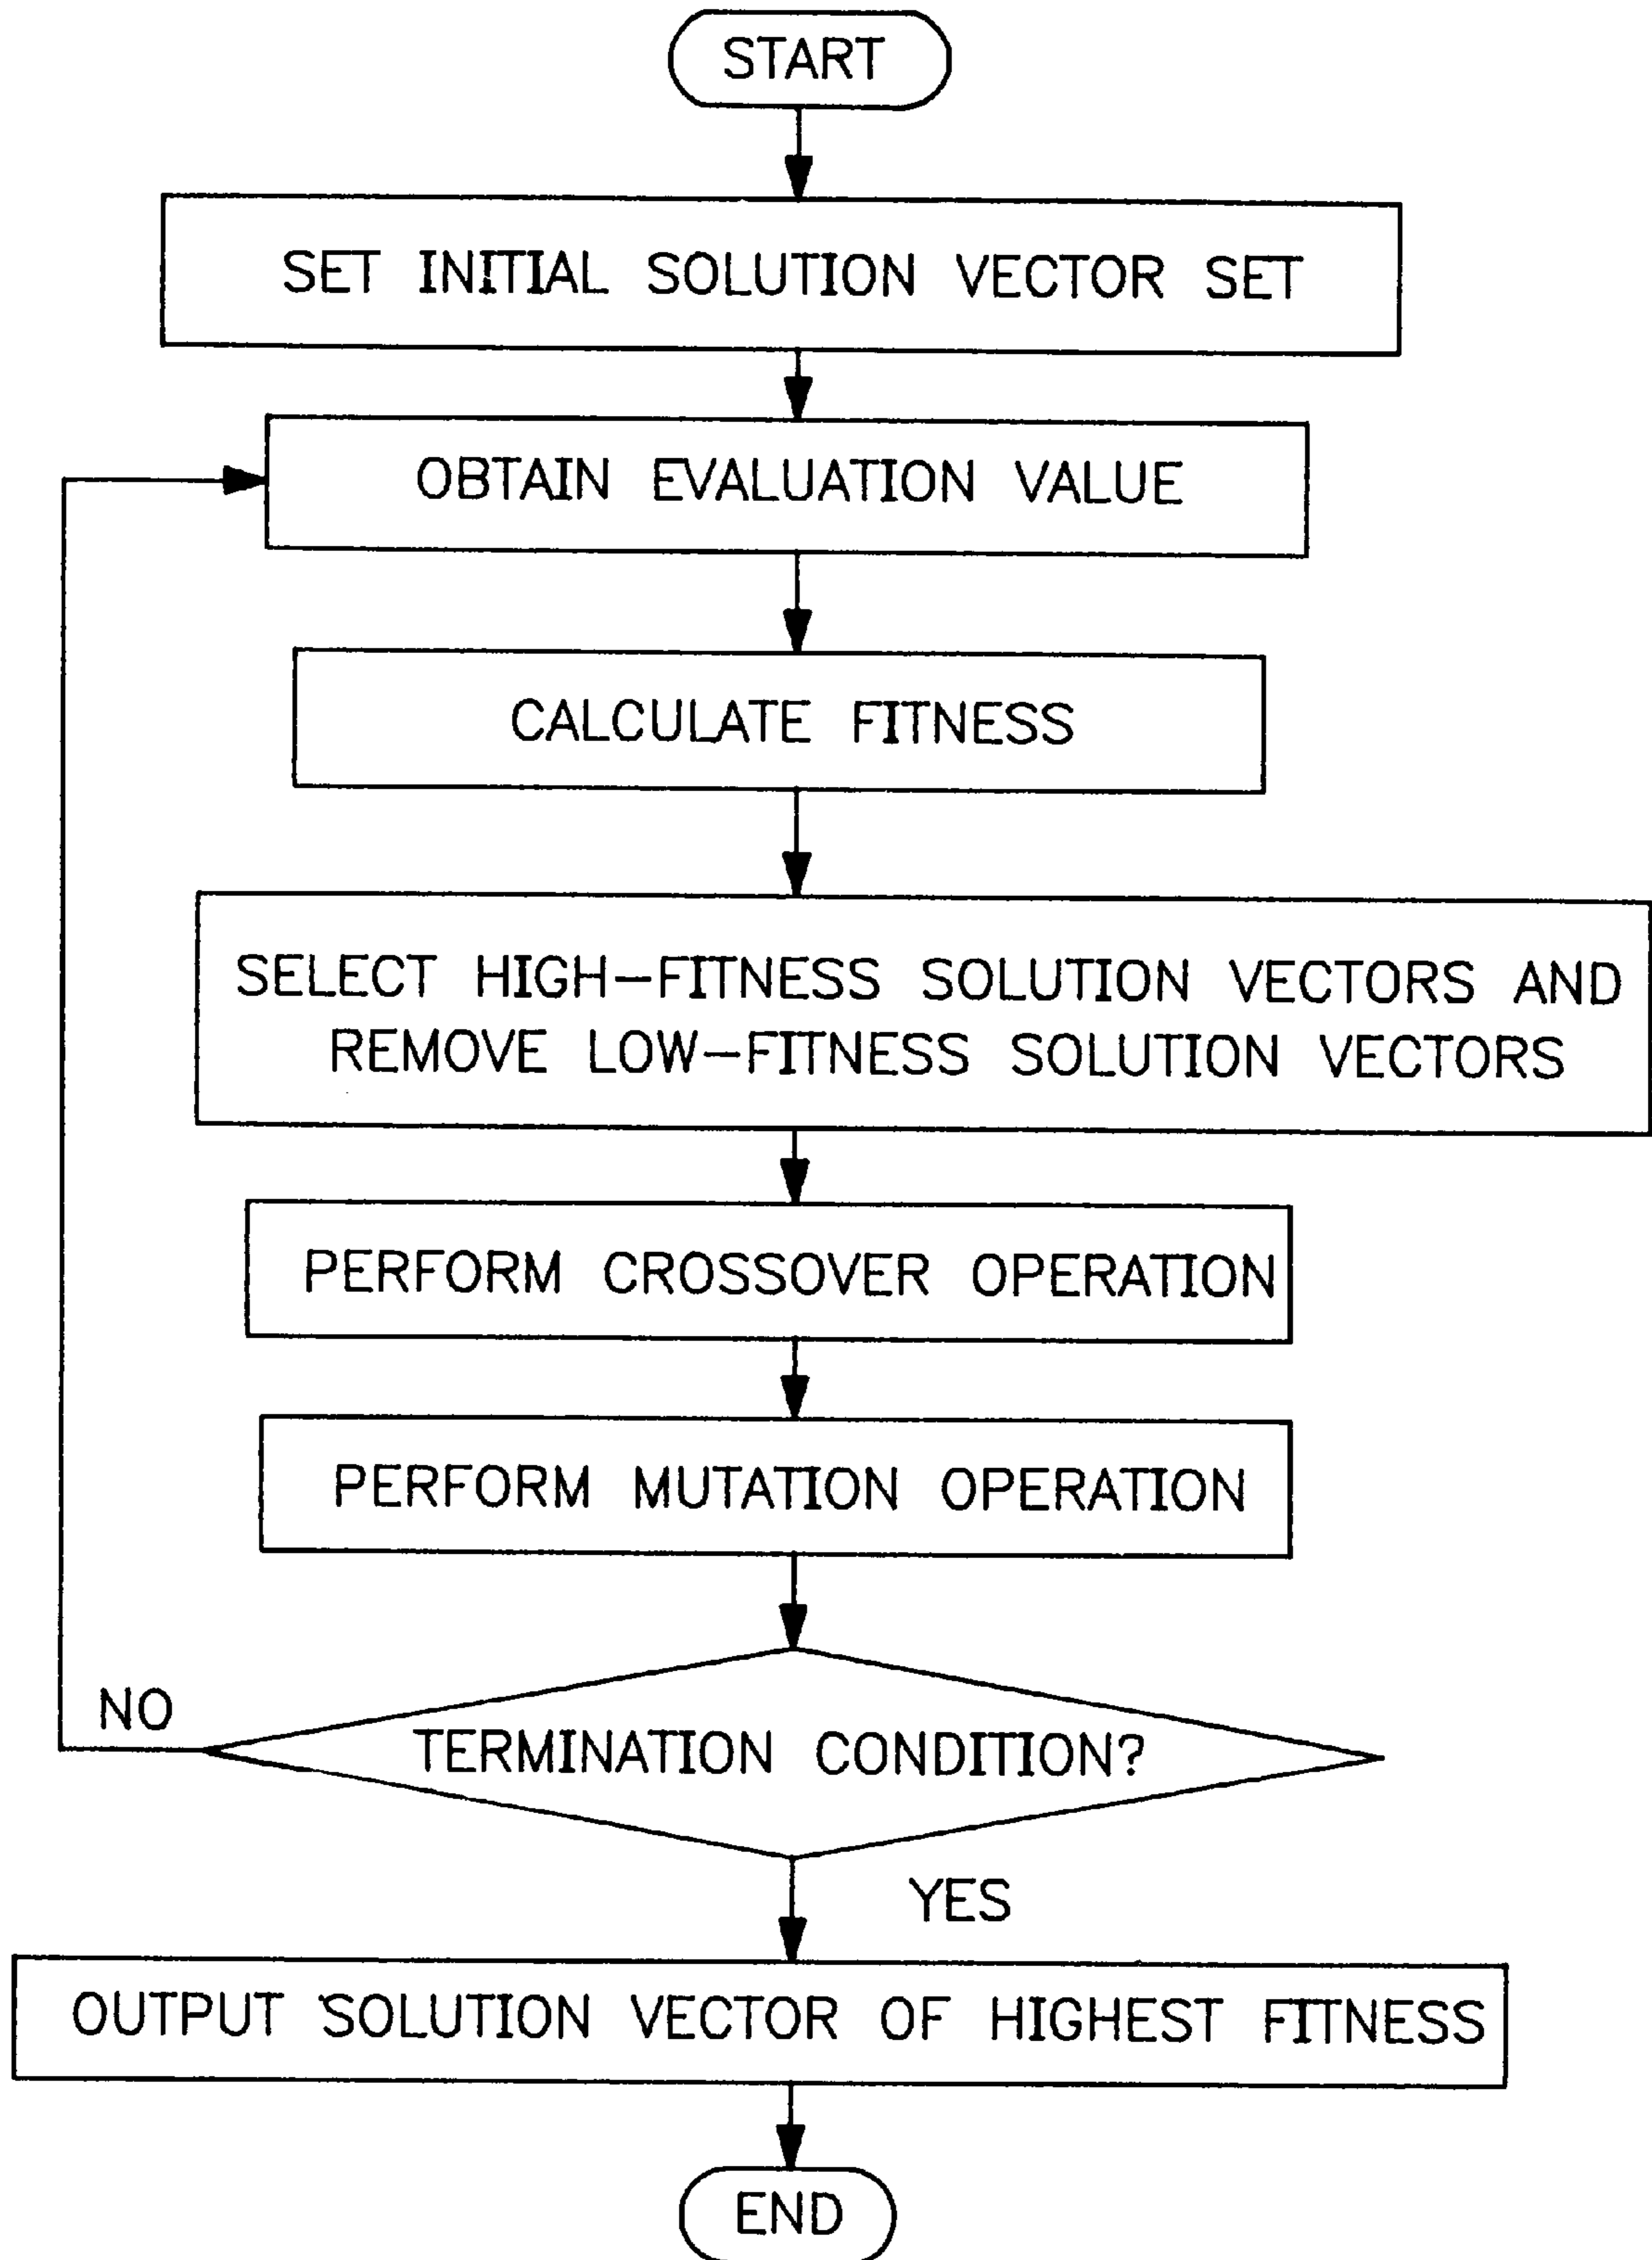 START
SET INITIAL SOLUTION VECTOR SET
OBTAIN EVALUATION VALUE
CALCULATE FITNESS
SELECT HIGH-FITNESS SOLUTION VECTORS AND
REMOVE LOW-FITNESS SOLUTION VECTORS
PERFORM CROSSOVER OPERATION
PERFORM MUTATION OPERATION
NO
TERMINATION CONDITION?
YES
OUTPUT SOLUTION VECTOR OF HIGHEST FITNESS
END